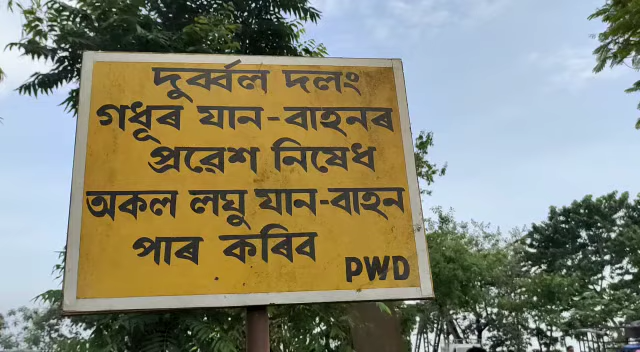 দুৰ্ব্বল দলং
গধূৰ যান-বাহনৰ
প্ৰৱেশ নিষেধ
অকল লঘু যান-বাহন
পাৰ কৰিব
PWD